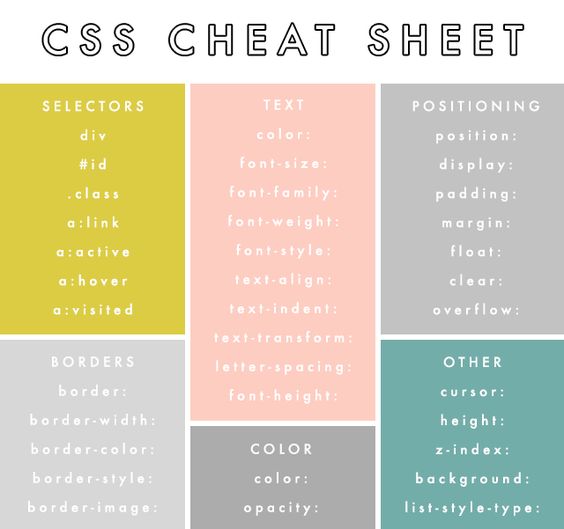 CSS CHEAT SHEET
SELECTORS
div
#id
.class
a:link
a:active
a:hover
a:visited
TEXT
color:
font-size:
font-family:
font-weight:
font-style:
text-align:
text-indent:
text-transform:
letter-spacing:
font-height:
POSITIONING
position:
display:
padding:
margin:
float:
clear:
overflow:
BORDERS
border:
border-width:
border-color:
border-style:
border-image:
COLOR
color:
opacity:
OTHER
cursor:
height:
z-index:
background:
list-style-type: